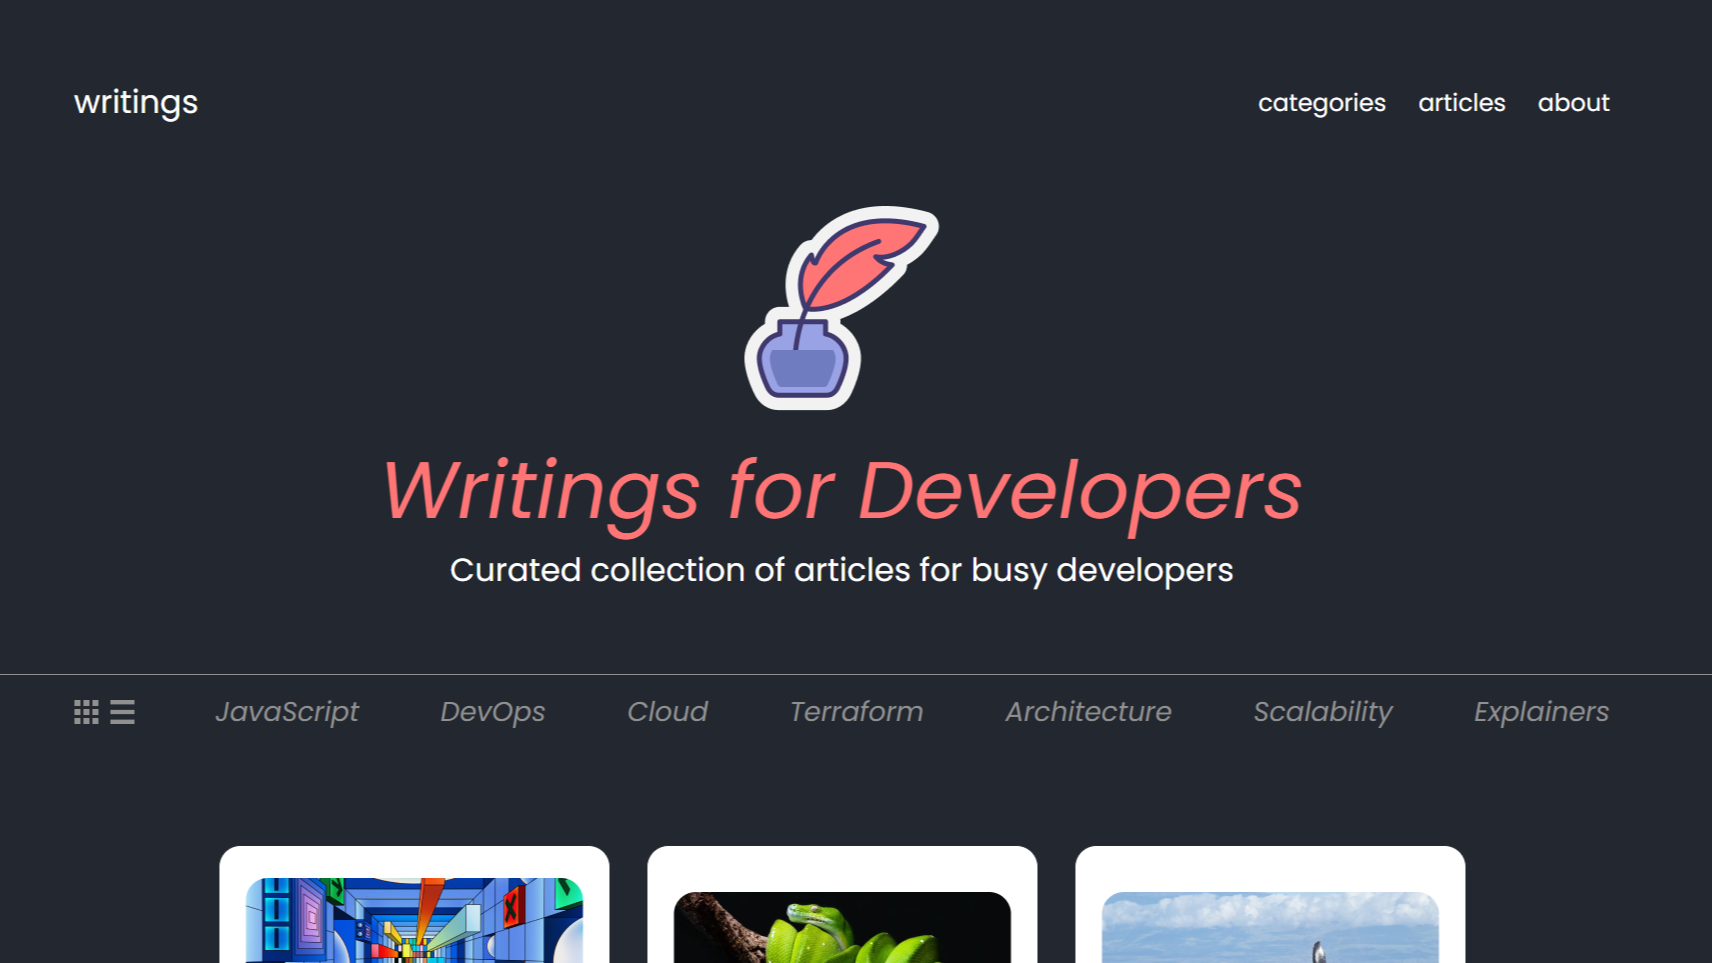 writings
categories articles about
Writings for Developers
Curated collection of articles for busy developers
JavaScript DevOps Cloud Terraform Architecture Scalability Explainers